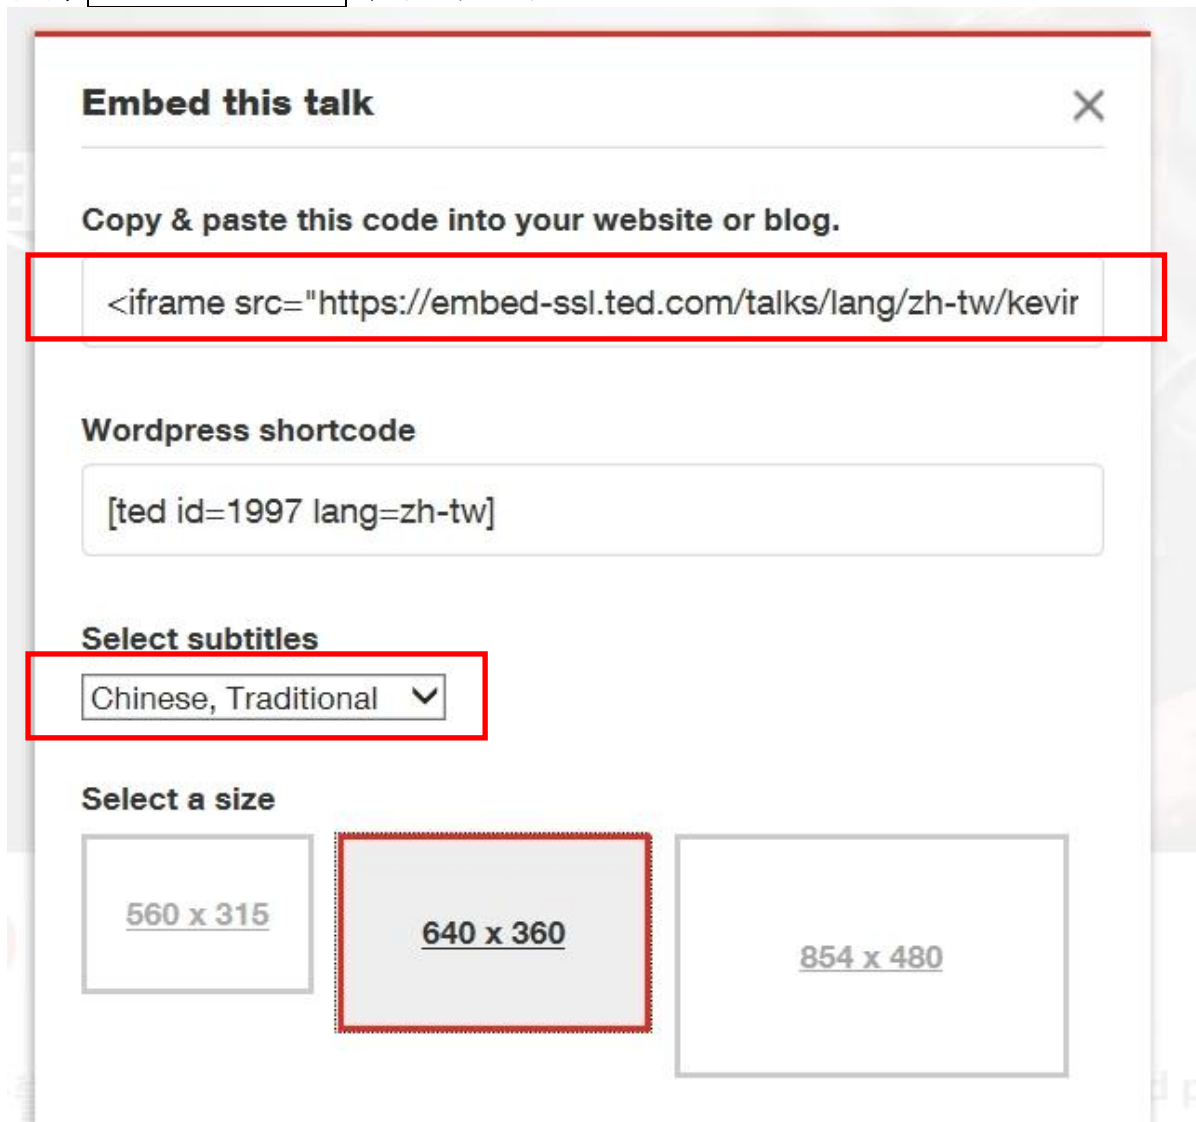 Embed this talk
Copy & paste this code into your website or blog.
<iframe src="https://embed-ssl.ted.com/talks/lang/zh-tw/kevir
Wordpress shortcode
[ted id=1997 lang=zh-tw]
Select subtitles
Chinese, Traditional
Select a size
560 x 315
640 x 360
854 x 480